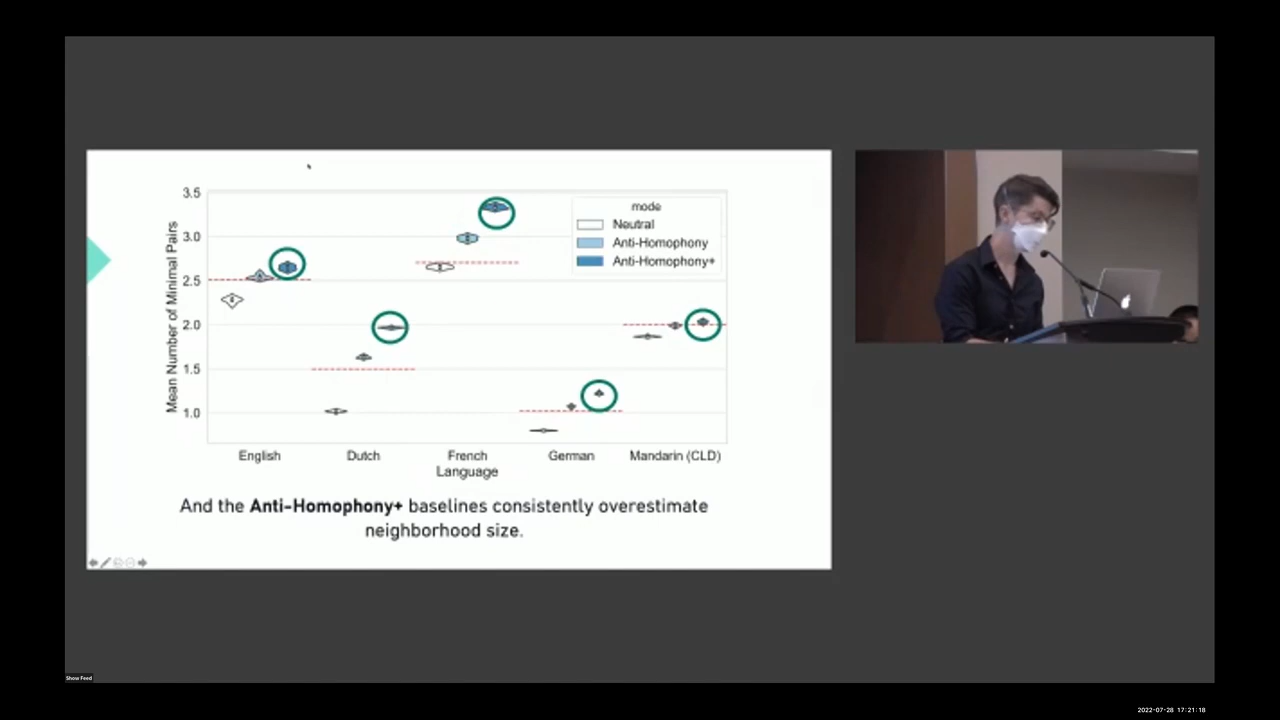 3.5
3.0
2.5
2.0
1.5
1.0
Mean Number of Minimal Pairs
mode
Neutral
Anti-Homophony
Anti-Homophony+
English Dutch French German Mandarin (CLD)
Language
And the Anti-Homophony+ baselines consistently overestimate
neighborhood size.
Show Feed
2022-07-28 17:21:18